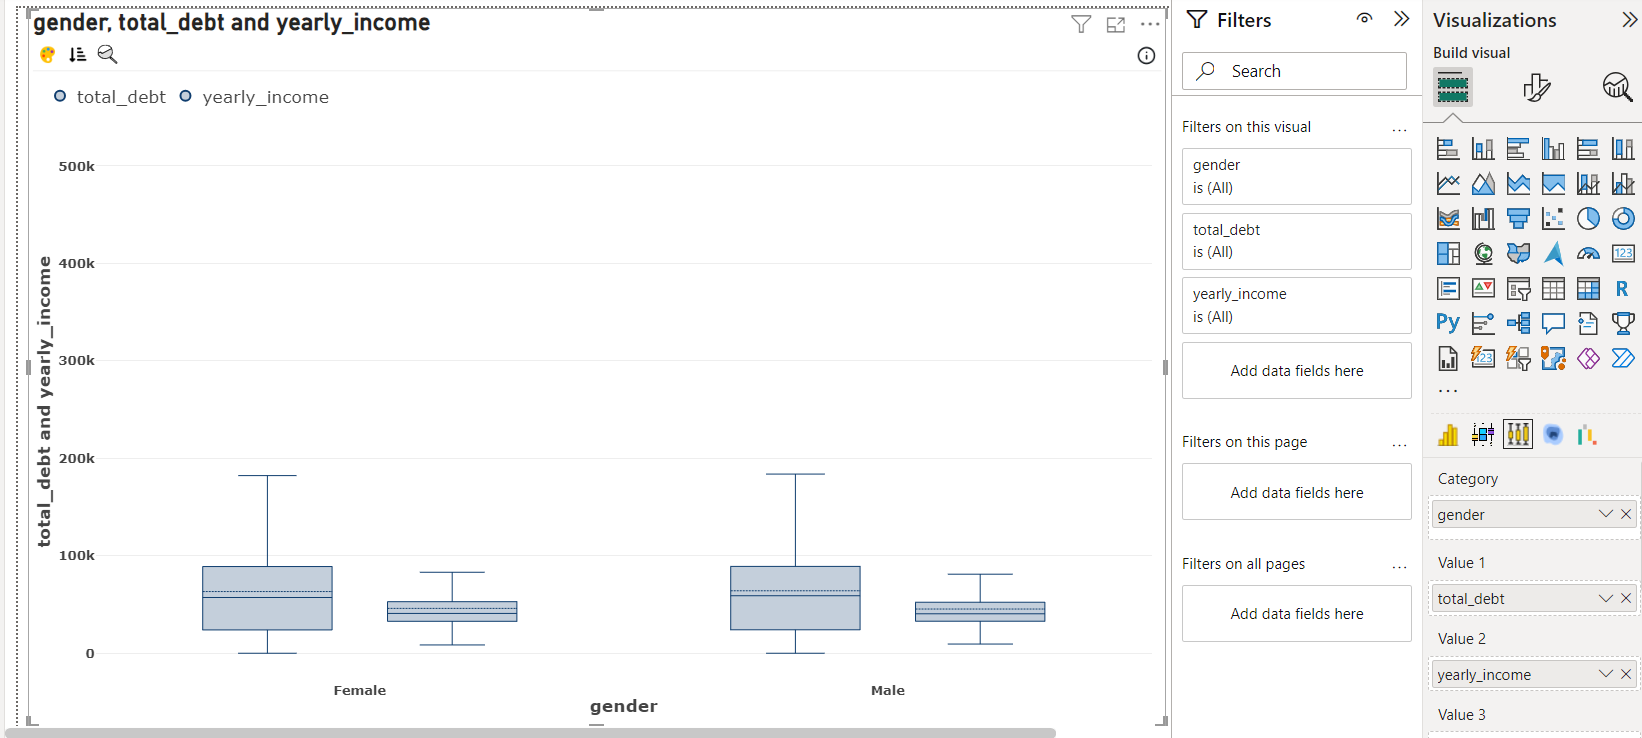 gender, total_debt and yearly_income
total_debt
yearly_income
500k
400k
300k
200k
100k
0
total_debt and yearly_income
Female
Male
gender
Filters
Search
Filters on this visual
...
gender
is (All)
total_debt
is (All)
yearly_income
is (All)
Add data fields here
Filters on this page
...
Add data fields here
Filters on all pages
...
Add data fields here
Visualizations
Build visual
123
R
Py
123
...
Category
gender
Value 1
total_debt
Value 2
yearly_income
Value 3